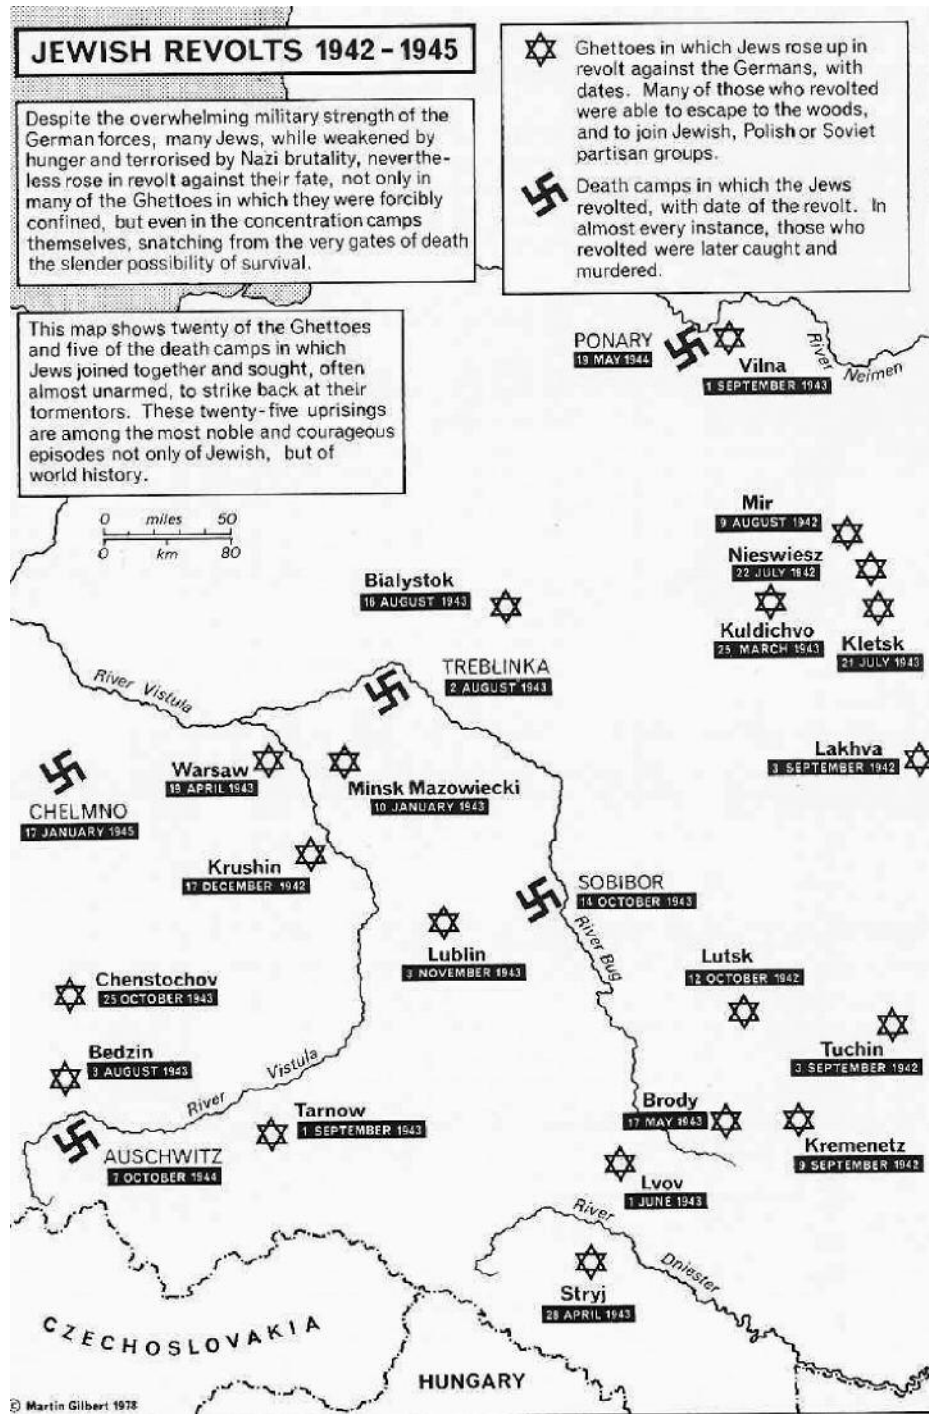 JEWISH REVOLTS 1942-1945
Despite the overwhelming military strength of the
German forces, many Jews, while weakened by
hunger and terrorised by Nazi brutality, neverthe-
less rose in revolt against their fate, not only in
many of the Ghettoes in which they were forcibly
confined, but even in the concentration camps
themselves, snatching from the very gates of death
the slender possibility of survival.
This map shows twenty of the Ghettoes
and five of the death camps in which
Jews joined together and sought, often
almost unarmed, to strike back at their
tormentors. These twenty-five uprisings
are among the most noble and courageous
episodes not only of Jewish, but of
world history.
Ghettoes in which Jews rose up in
revolt against the Germans, with
dates. Many of those who revolted
were able to escape to the woods,
and to join Jewish, Polish or Soviet
partisan groups.
Death camps in which the Jews
revolted, with date of the revolt. In
almost every instance, those who
revolted were later caught and
murdered.
0 miles 50
0 km 80
PONARY
19 MAY 1944
Vilna
1 SEPTEMBER 1943
River Neimen
Mir
9 AUGUST 1942
Nieswiesz
22 JULY 1942
Kuldichvo
25 MARCH 1943
Kletsk
21 JULY 1943
Bialystok
16 AUGUST 1943
TREBLINKA
2 AUGUST 1943
River Vistula
Warsaw
19 APRIL 1943
Minsk Mazowiecki
10 JANUARY 1943
Lakhva
3 SEPTEMBER 1942
CHELMNO
17 JANUARY 1945
Krushin
17 DECEMBER 1942
SOBIBOR
14 OCTOBER 1943
River Bug
Lublin
3 NOVEMBER 1943
Lutsk
12 OCTOBER 1942
Chenstochov
25 OCTOBER 1943
Tuchin
3 SEPTEMBER 1942
Bedzin
3 AUGUST 1943
River Vistula
Tarnow
1 SEPTEMBER 1943
Brody
17 MAY 1943
Kremenetz
9 SEPTEMBER 1942
AUSCHWITZ
7 OCTOBER 1944
Lvov
1 JUNE 1943
River Dniester
Stryj
28 APRIL 1943
CZECHOSLOVAKIA
HUNGARY
© Martin Gilbert 1978